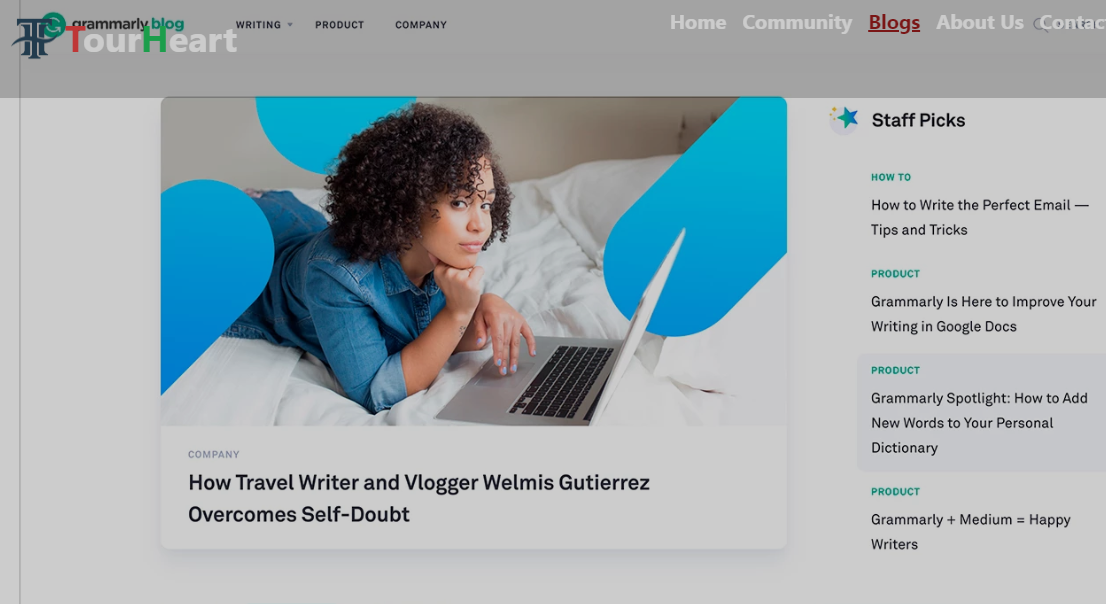 grammarly blog
WRITING
PRODUCT
COMPANY
TourHeart
Home Community Blogs About Us Contac
Staff Picks
HOW TO
How to Write the Perfect Email —
Tips and Tricks
PRODUCT
Grammarly Is Here to Improve Your
Writing in Google Docs
PRODUCT
Grammarly Spotlight: How to Add
New Words to Your Personal
Dictionary
PRODUCT
Grammarly + Medium = Happy
Writers
COMPANY
How Travel Writer and Vlogger Welmis Gutierrez
Overcomes Self-Doubt